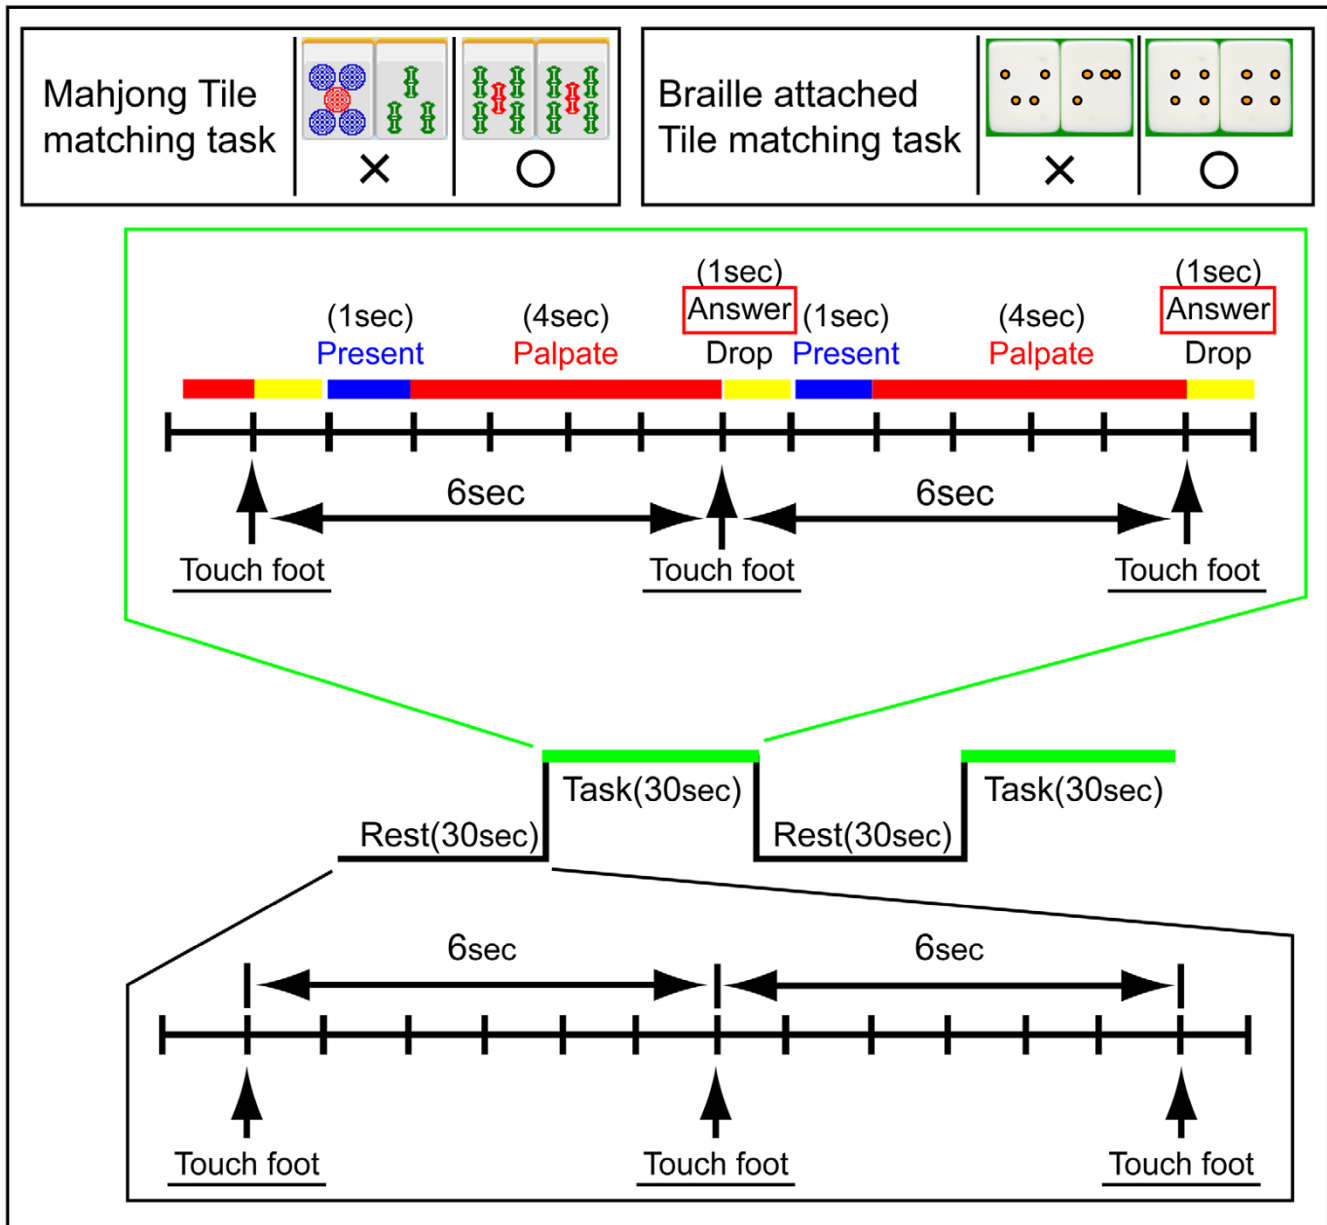 Mahjong Tile
matching task
×
○
Braille attached
Tile matching task
×
○
(1sec)
(1sec)
Answer
Answer
(1sec)
(4sec)
(1sec)
(4sec)
Present
Palpate
Drop
Present
Palpate
Drop
6sec
6sec
Touch foot
Touch foot
Touch foot
Task(30sec)
Task(30sec)
Rest(30sec)
Rest(30sec)
6sec
6sec
Touch foot
Touch foot
Touch foot